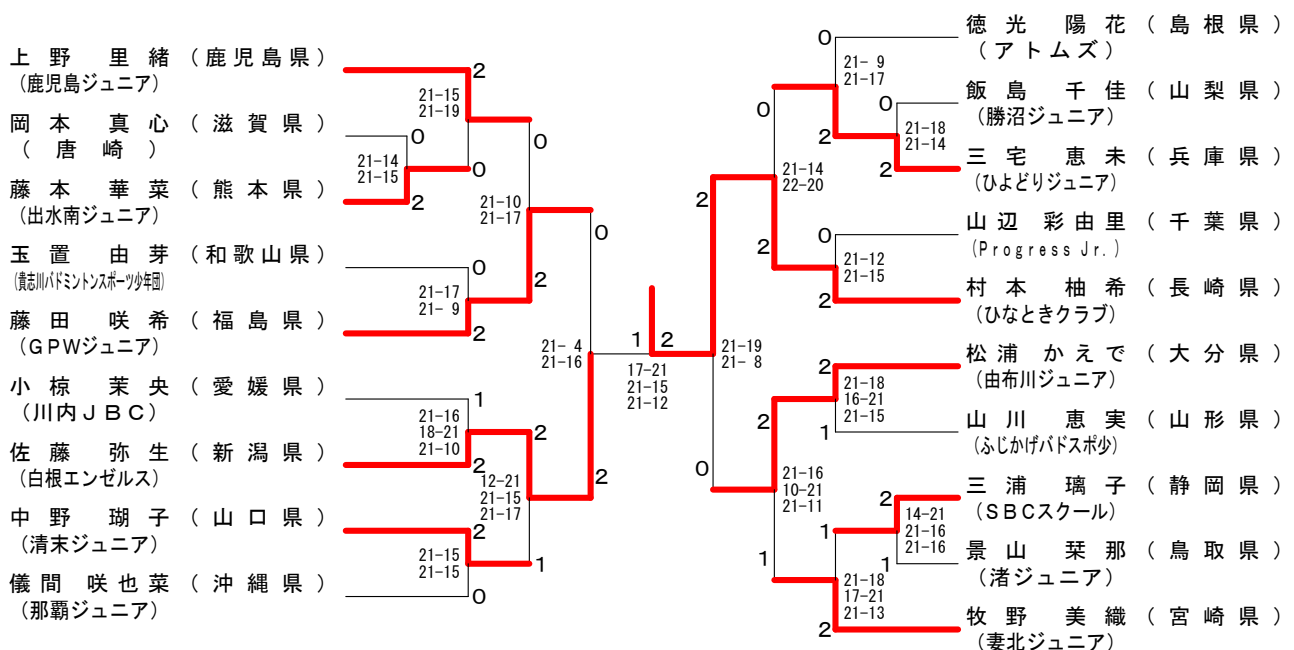 上野 里緒 (鹿児島県)
(鹿児島ジュニア)
岡本 真心 (滋賀県)
(唐崎)
藤本 華菜 (熊本県)
(出水南ジュニア)
玉置 由芽 (和歌山県)
(貴志川バドミントンスポーツ少年団)
藤田 咲希 (福島県)
(GPWジュニア)
小椋 茉央 (愛媛県)
(川内JBC)
佐藤 弥生 (新潟県)
(白根エンゼルス)
中野 瑚子 (山口県)
(清末ジュニア)
儀間 咲也菜 (沖縄県)
(那覇ジュニア)
2
21-15
21-19
0
0
21-14
21-15
2
0
21-10
21-17
0
21-17
21- 9
2
2
0
21- 4
21-16
1
21-16
18-21
21-10
2
2
12-21
21-15
21-17
2
2
21-15
21-15
0
1
1
2
17-21
21-15
21-12
2
21-19
21- 8
0
0
21- 9
21-17
2
0
21-18
21-14
2
0
21-14
22-20
2
0
21-12
21-15
2
2
21-18
16-21
21-15
1
2
21-16
10-21
21-11
1
2
14-21
21-16
21-16
1
1
21-18
17-21
21-13
2
徳光 陽花 (島根県)
(アトムズ)
飯島 千佳 (山梨県)
(勝沼ジュニア)
三宅 恵未 (兵庫県)
(ひよどりジュニア)
山辺 彩由里 (千葉県)
(Progress Jr.)
村本 柚希 (長崎県)
(ひなときクラブ)
松浦 かえで (大分県)
(由布川ジュニア)
山川 恵実 (山形県)
(ふじかげバドスポ少)
三浦 璃子 (静岡県)
(SBCスクール)
景山 栞那 (鳥取県)
(渚ジュニア)
牧野 美織 (宮崎県)
(妻北ジュニア)